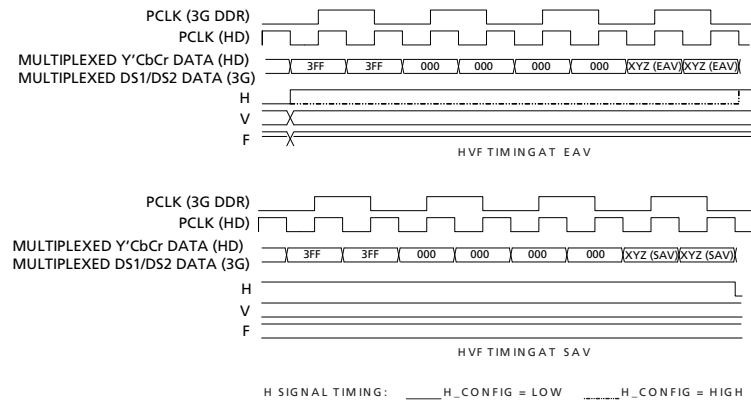 PCLK (3G DDR)
PCLK (HD)
MULTIPLEXED Y'CbCr DATA (HD)
MULTIPLEXED DS1/DS2 DATA (3G)
3FF 3FF 000 000 000 000 XYZ (EAV) XYZ (EAV)
H
V
F
HVF TIMING AT EAV
PCLK (3G DDR)
PCLK (HD)
MULTIPLEXED Y'CbCr DATA (HD)
MULTIPLEXED DS1/DS2 DATA (3G)
3FF 3FF 000 000 000 000 XYZ (SAV) XYZ (SAV)
H
V
F
HVF TIMING AT SAV
H SIGNAL TIMING: H_CONFIG = LOW H_CONFIG = HIGH